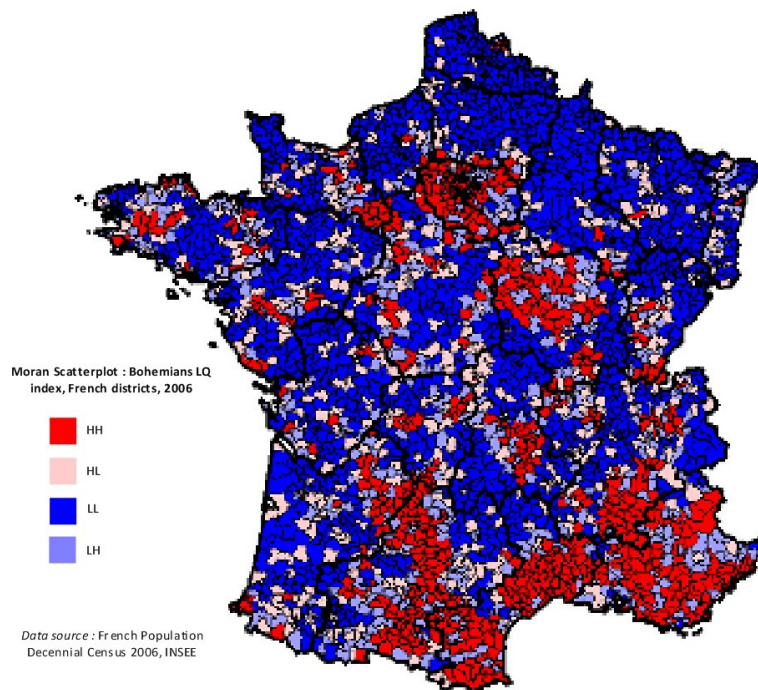 Moran Scatterplot : Bohemians LQ
index, French districts, 2006
HH
HL
LL
LH
Data source : French Population
Decennial Census 2006, INSEE